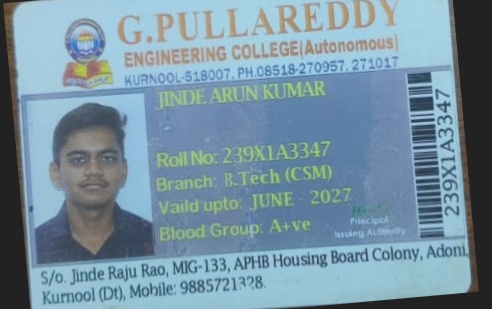 G.PULLAREDDY
ENGINEERING COLLEGE(Autonomous)
KURNOOL-518007. PH.08518-270957, 271017
JINDE ARUN KUMAR
Roll No: 239X1A3347
Branch: B.Tech (CSM)
Vaild upto: JUNE - 2027
Blood Group: A+ve
Principal
Issuing Authority
239X1A3347
S/o. Jinde Raju Rao, MIG-133, APHB Housing Board Colony, Adoni,
Kurnool (Dt), Mobile: 9885721328.